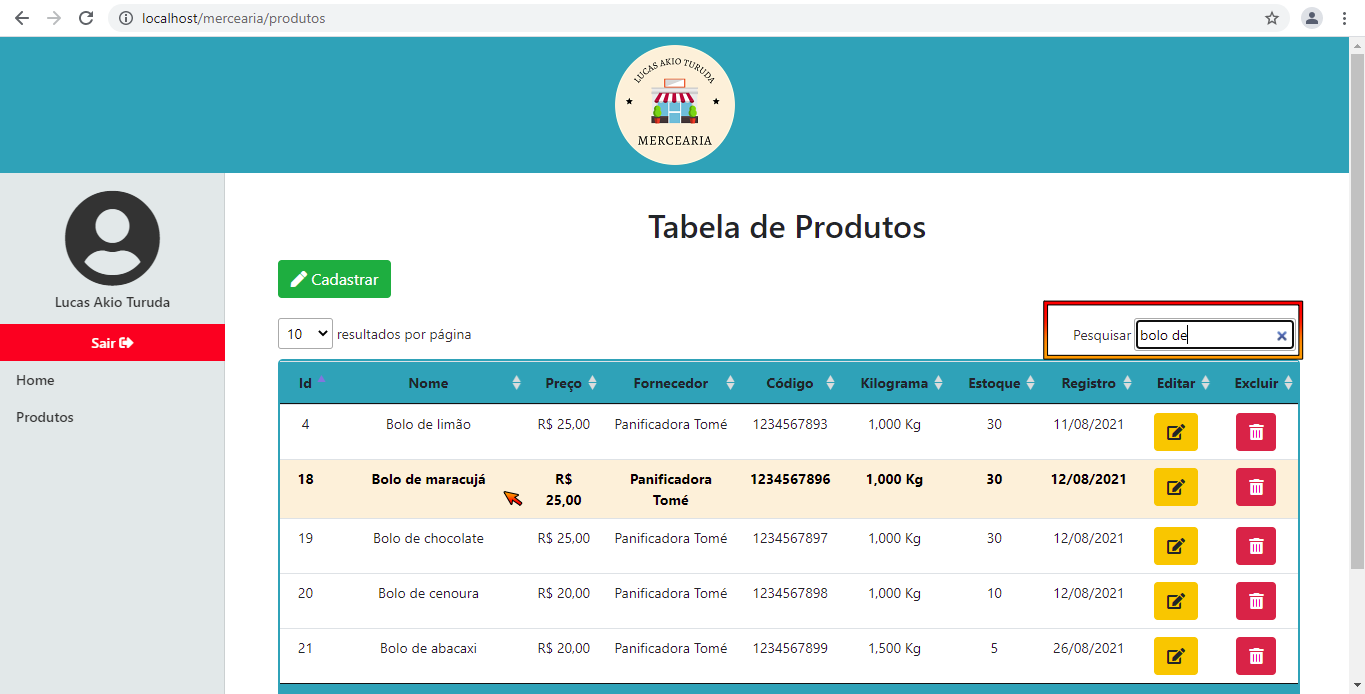 localhost/mercearia/produtos
LUCAS AKIO TURUDA
MERCEARIA
Lucas Akio Turuda
Sair
Home
Produtos
Tabela de Produtos
Cadastrar
10 resultados por página
Pesquisar bolo de
Id Nome Preço Fornecedor Código Kilograma Estoque Registro Editar Excluir
4 Bolo de limão R$ 25,00 Panificadora Tomé 1234567893 1,000 Kg 30 11/08/2021
18 Bolo de maracujá R$ 25,00 Panificadora Tomé 1234567896 1,000 Kg 30 12/08/2021
19 Bolo de chocolate R$ 25,00 Panificadora Tomé 1234567897 1,000 Kg 30 12/08/2021
20 Bolo de cenoura R$ 20,00 Panificadora Tomé 1234567898 1,000 Kg 10 12/08/2021
21 Bolo de abacaxi R$ 20,00 Panificadora Tomé 1234567899 1,500 Kg 5 26/08/2021